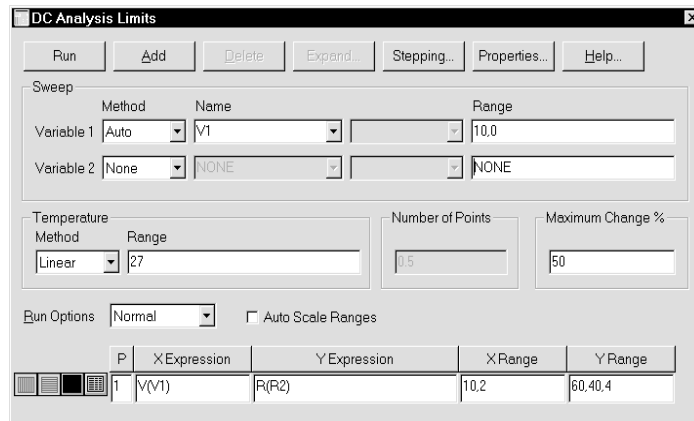 DC Analysis Limits
Run Add Delete Expand... Stepping... Properties... Help...
Sweep
Method Name Range
Variable 1 Auto V1 10,0
Variable 2 None NONE NONE
Temperature Number of Points Maximum Change %
Method Range
Linear 27 0.5 50
Run Options Normal Auto Scale Ranges
P X Expression Y Expression X Range Y Range
1 V(V1) R(R2) 10,2 60,40,4